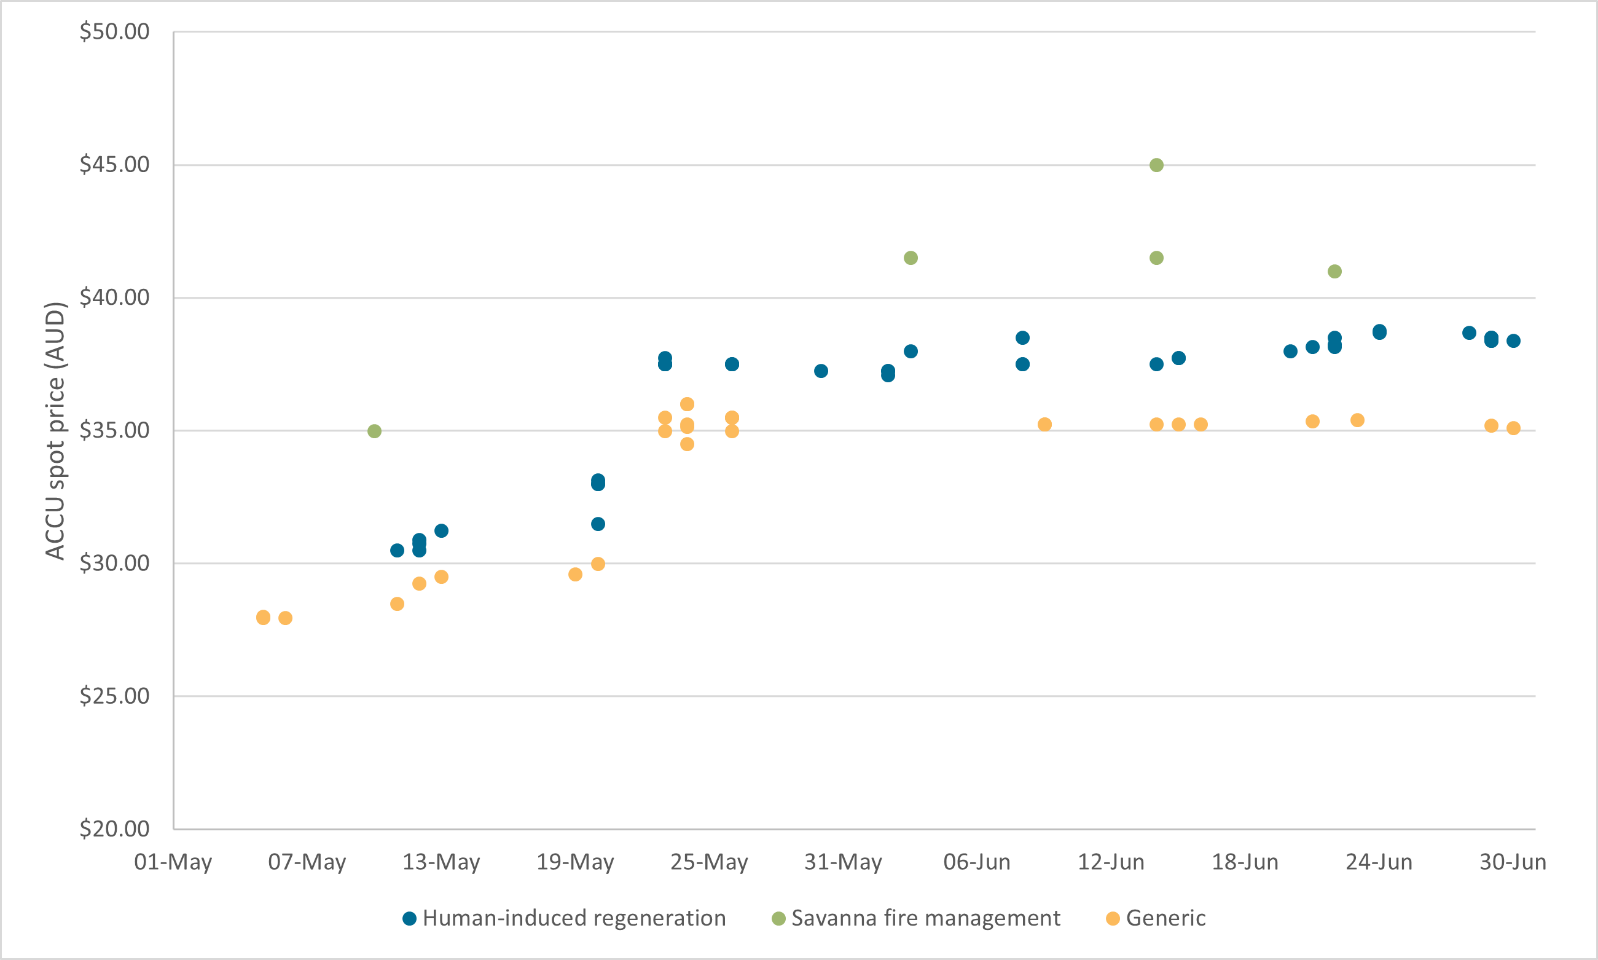 $50.00
$45.00
$40.00
$35.00
$30.00
$25.00
$20.00
ACCU spot price (AUD)
01-May 07-May 13-May 19-May 25-May 31-May 06-Jun 12-Jun 18-Jun 24-Jun 30-Jun
Human-induced regeneration Savanna fire management Generic